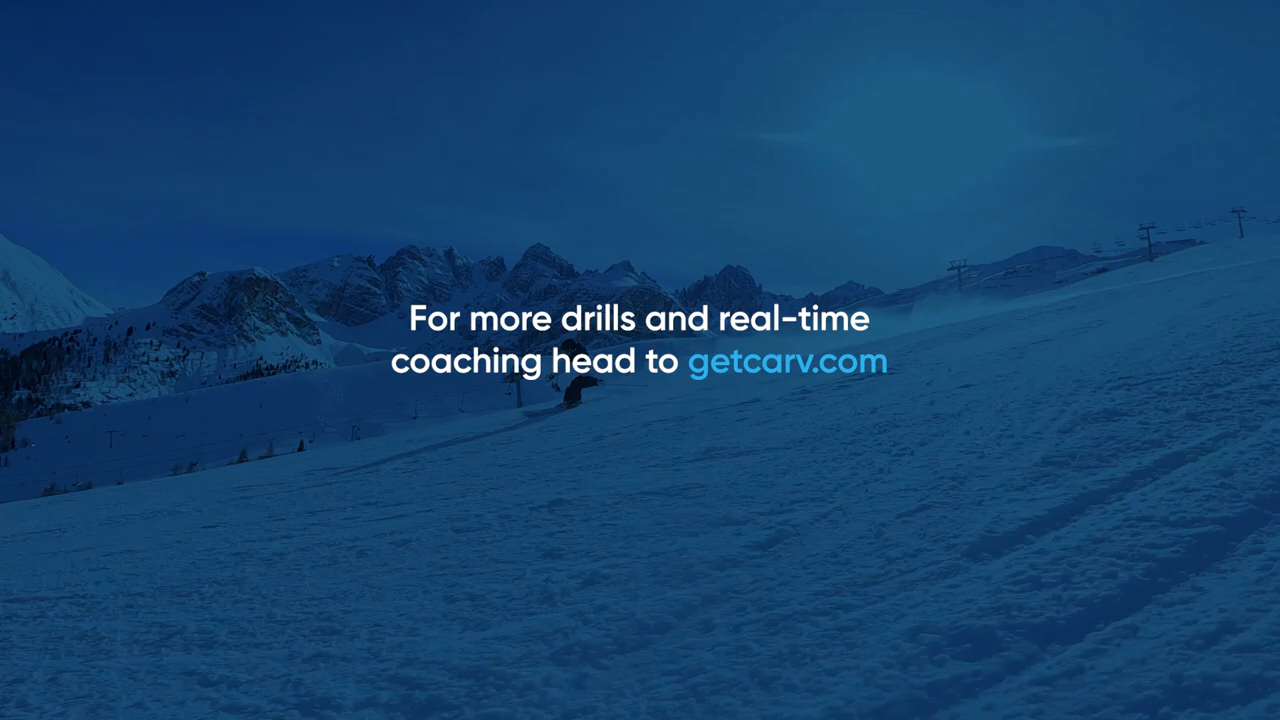 For more drills and real-time
coaching head to getcarv.com